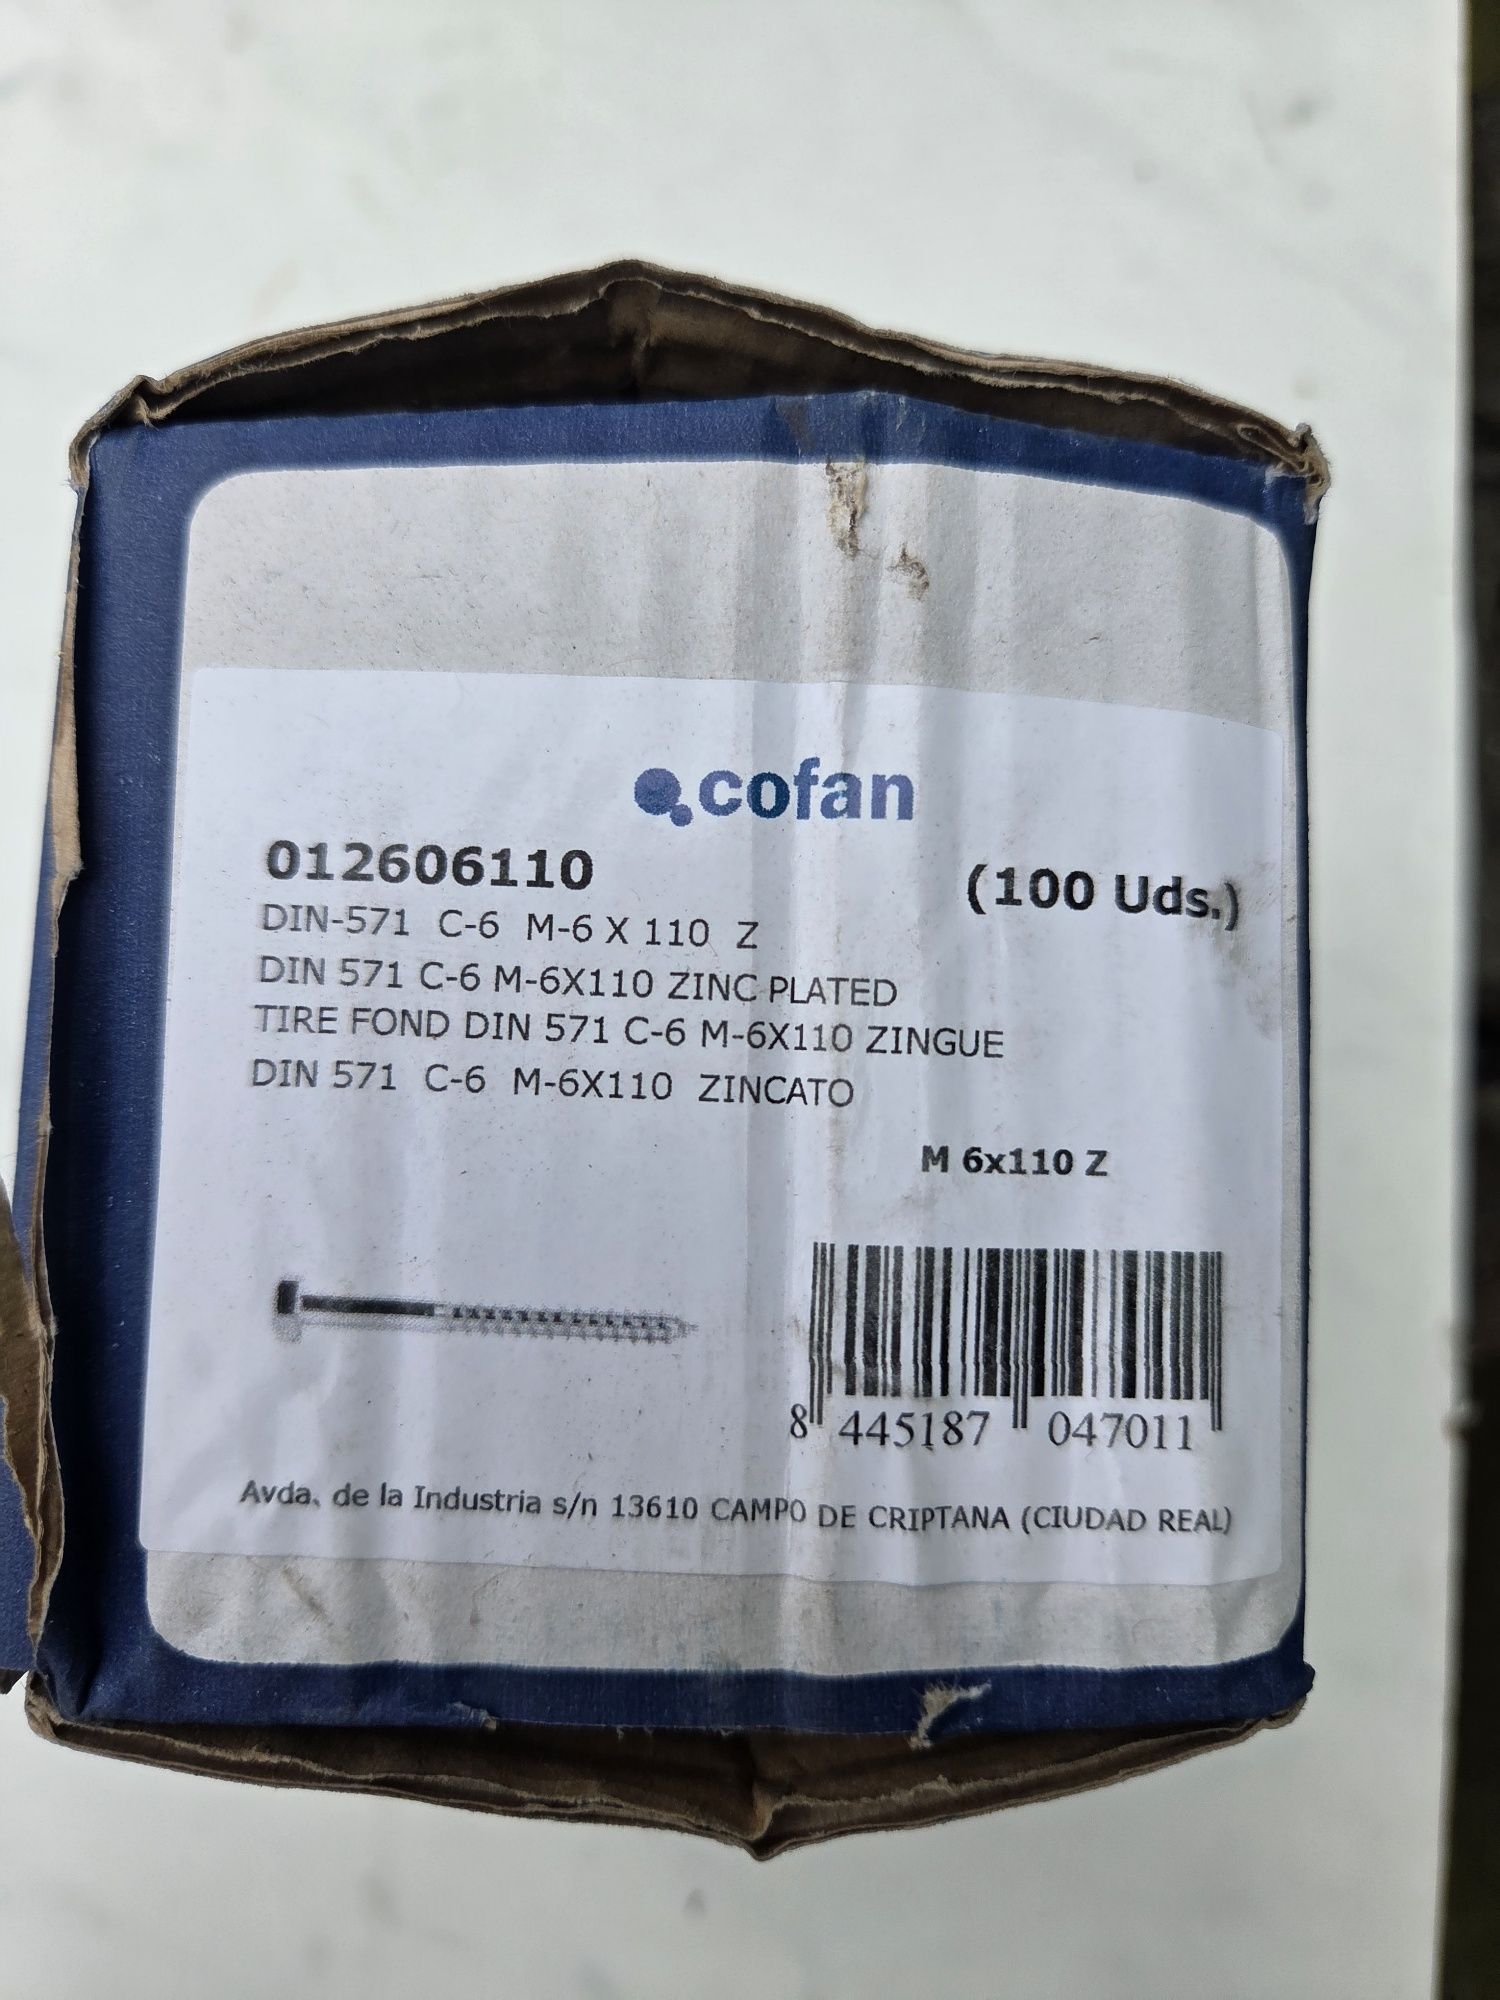 cofan
012606110
(100 Uds.)
DIN-571 C-6 M-6 X 110 Z
DIN 571 C-6 M-6X110 ZINC PLATED
TIRE FOND DIN 571 C-6 M-6X110 ZINGUE
DIN 571 C-6 M-6X110 ZINCATO
M 6x110 Z
8 445187 047011
Avda. de la Industria s/n 13610 CAMPO DE CRIPTANA (CIUDAD REAL)